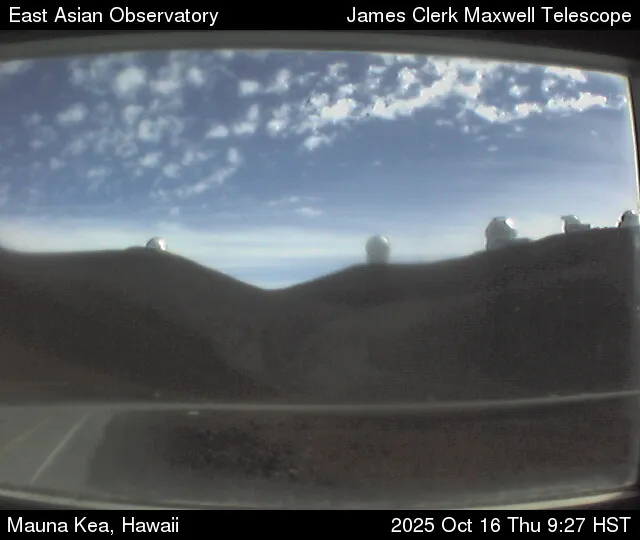 East Asian Observatory
James Clerk Maxwell Telescope
Mauna Kea, Hawaii
2025 Oct 16 Thu 9:27 HST